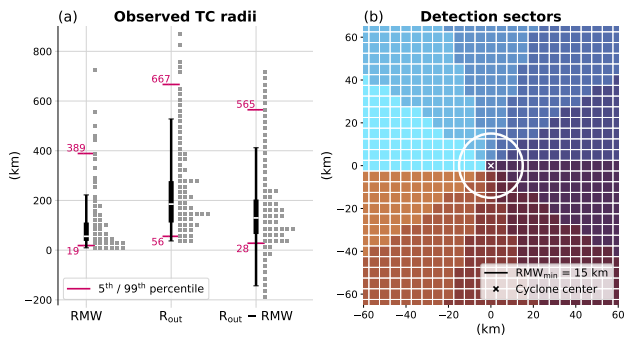 (a) Observed TC radii
(km)
800
600
400
200
0
−200
389
19
667
56
565
28
5th / 99th percentile
RMW
Rout
Rout − RMW
(b) Detection sectors
(km)
60
40
20
0
−20
−40
−60
RMWmin = 15 km
Cyclone center
−60 −40 −20 0 20 40 60
(km)